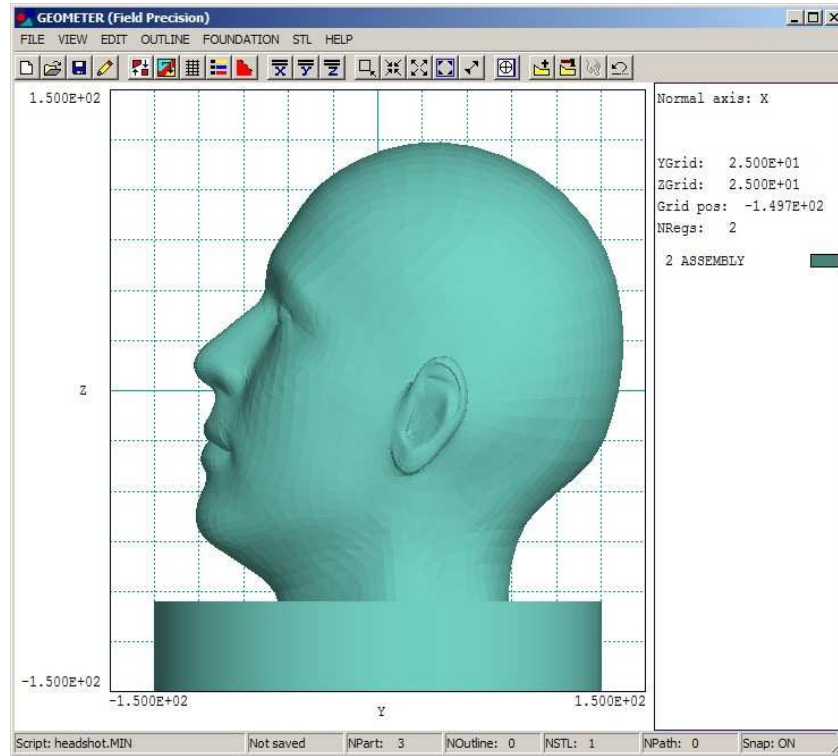 GEOMETER (Field Precision)
FILE VIEW EDIT OUTLINE FOUNDATION STL HELP
X Y Z
1.500E+02
Normal axis: X
YGrid: 2.500E+01
ZGrid: 2.500E+01
Grid pos: -1.497E+02
NRegs: 2
2 ASSEMBLY
Z
-1.500E+02
-1.500E+02 1.500E+02
Y
Script: headshot.MIN Not saved NPart: 3 NOutline: 0 NSTL: 1 NPath: 0 Snap: ON